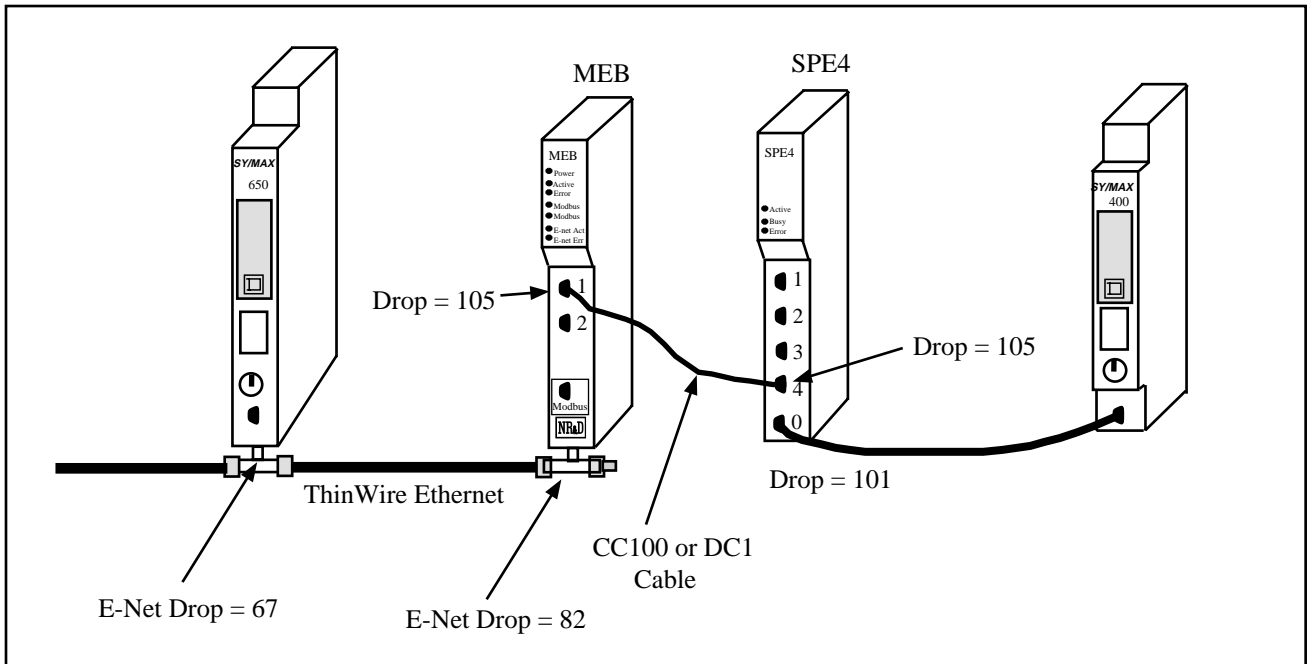 MEB
SPE4
SY/MAX
650
MEB
Power
Active
Error
Modbus
Modbus
E-net Act
E-net Err
1
2
Modbus
NR&D
SPE4
Active
Busy
Error
1
2
3
4
0
SY/MAX
400
Drop = 105
Drop = 105
Drop = 101
ThinWire Ethernet
CC100 or DC1
Cable
E-Net Drop = 67
E-Net Drop = 82